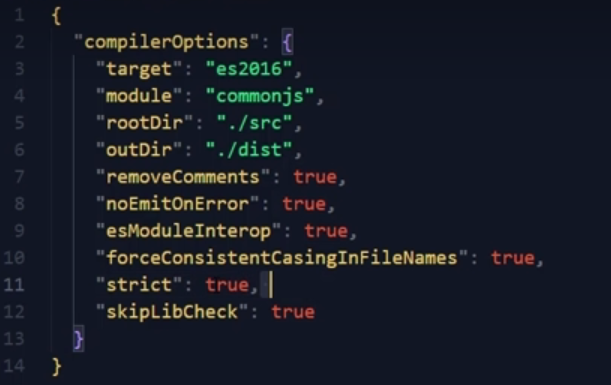 1 {
2 "compilerOptions": {
3 "target": "es2016",
4 "module": "commonjs",
5 "rootDir": "./src",
6 "outDir": "./dist",
7 "removeComments": true,
8 "noEmitOnError": true,
9 "esModuleInterop": true,
10 "forceConsistentCasingInFileNames": true,
11 "strict": true,
12 "skipLibCheck": true
13 }
14 }